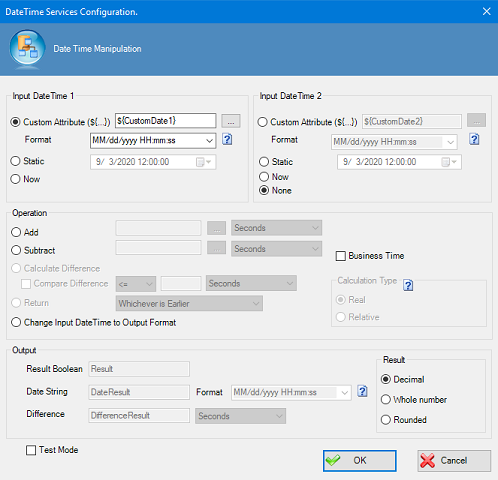 DateTime Services Configuration.
Date Time Manipulation
Input DateTime 1
Custom Attribute (${...}) ${CustomDate1} ...
Format MM/dd/yyyy HH:mm:ss ?
Static 9/ 3/2020 12:00:00
Now
Input DateTime 2
Custom Attribute (${...}) ${CustomDate2} ...
Format MM/dd/yyyy HH:mm:ss ?
Static 9/ 3/2020 12:00:00
Now
None
Operation
Add ... Seconds
Subtract ... Seconds
Calculate Difference
Compare Difference <= Seconds
Return Whichever is Earlier
Change Input DateTime to Output Format
Business Time
Calculation Type ?
Real
Relative
Output
Result Boolean Result
Date String DateResult Format MM/dd/yyyy HH:mm:ss ?
Difference DifferenceResult Seconds
Result
Decimal
Whole number
Rounded
Test Mode
OK
Cancel